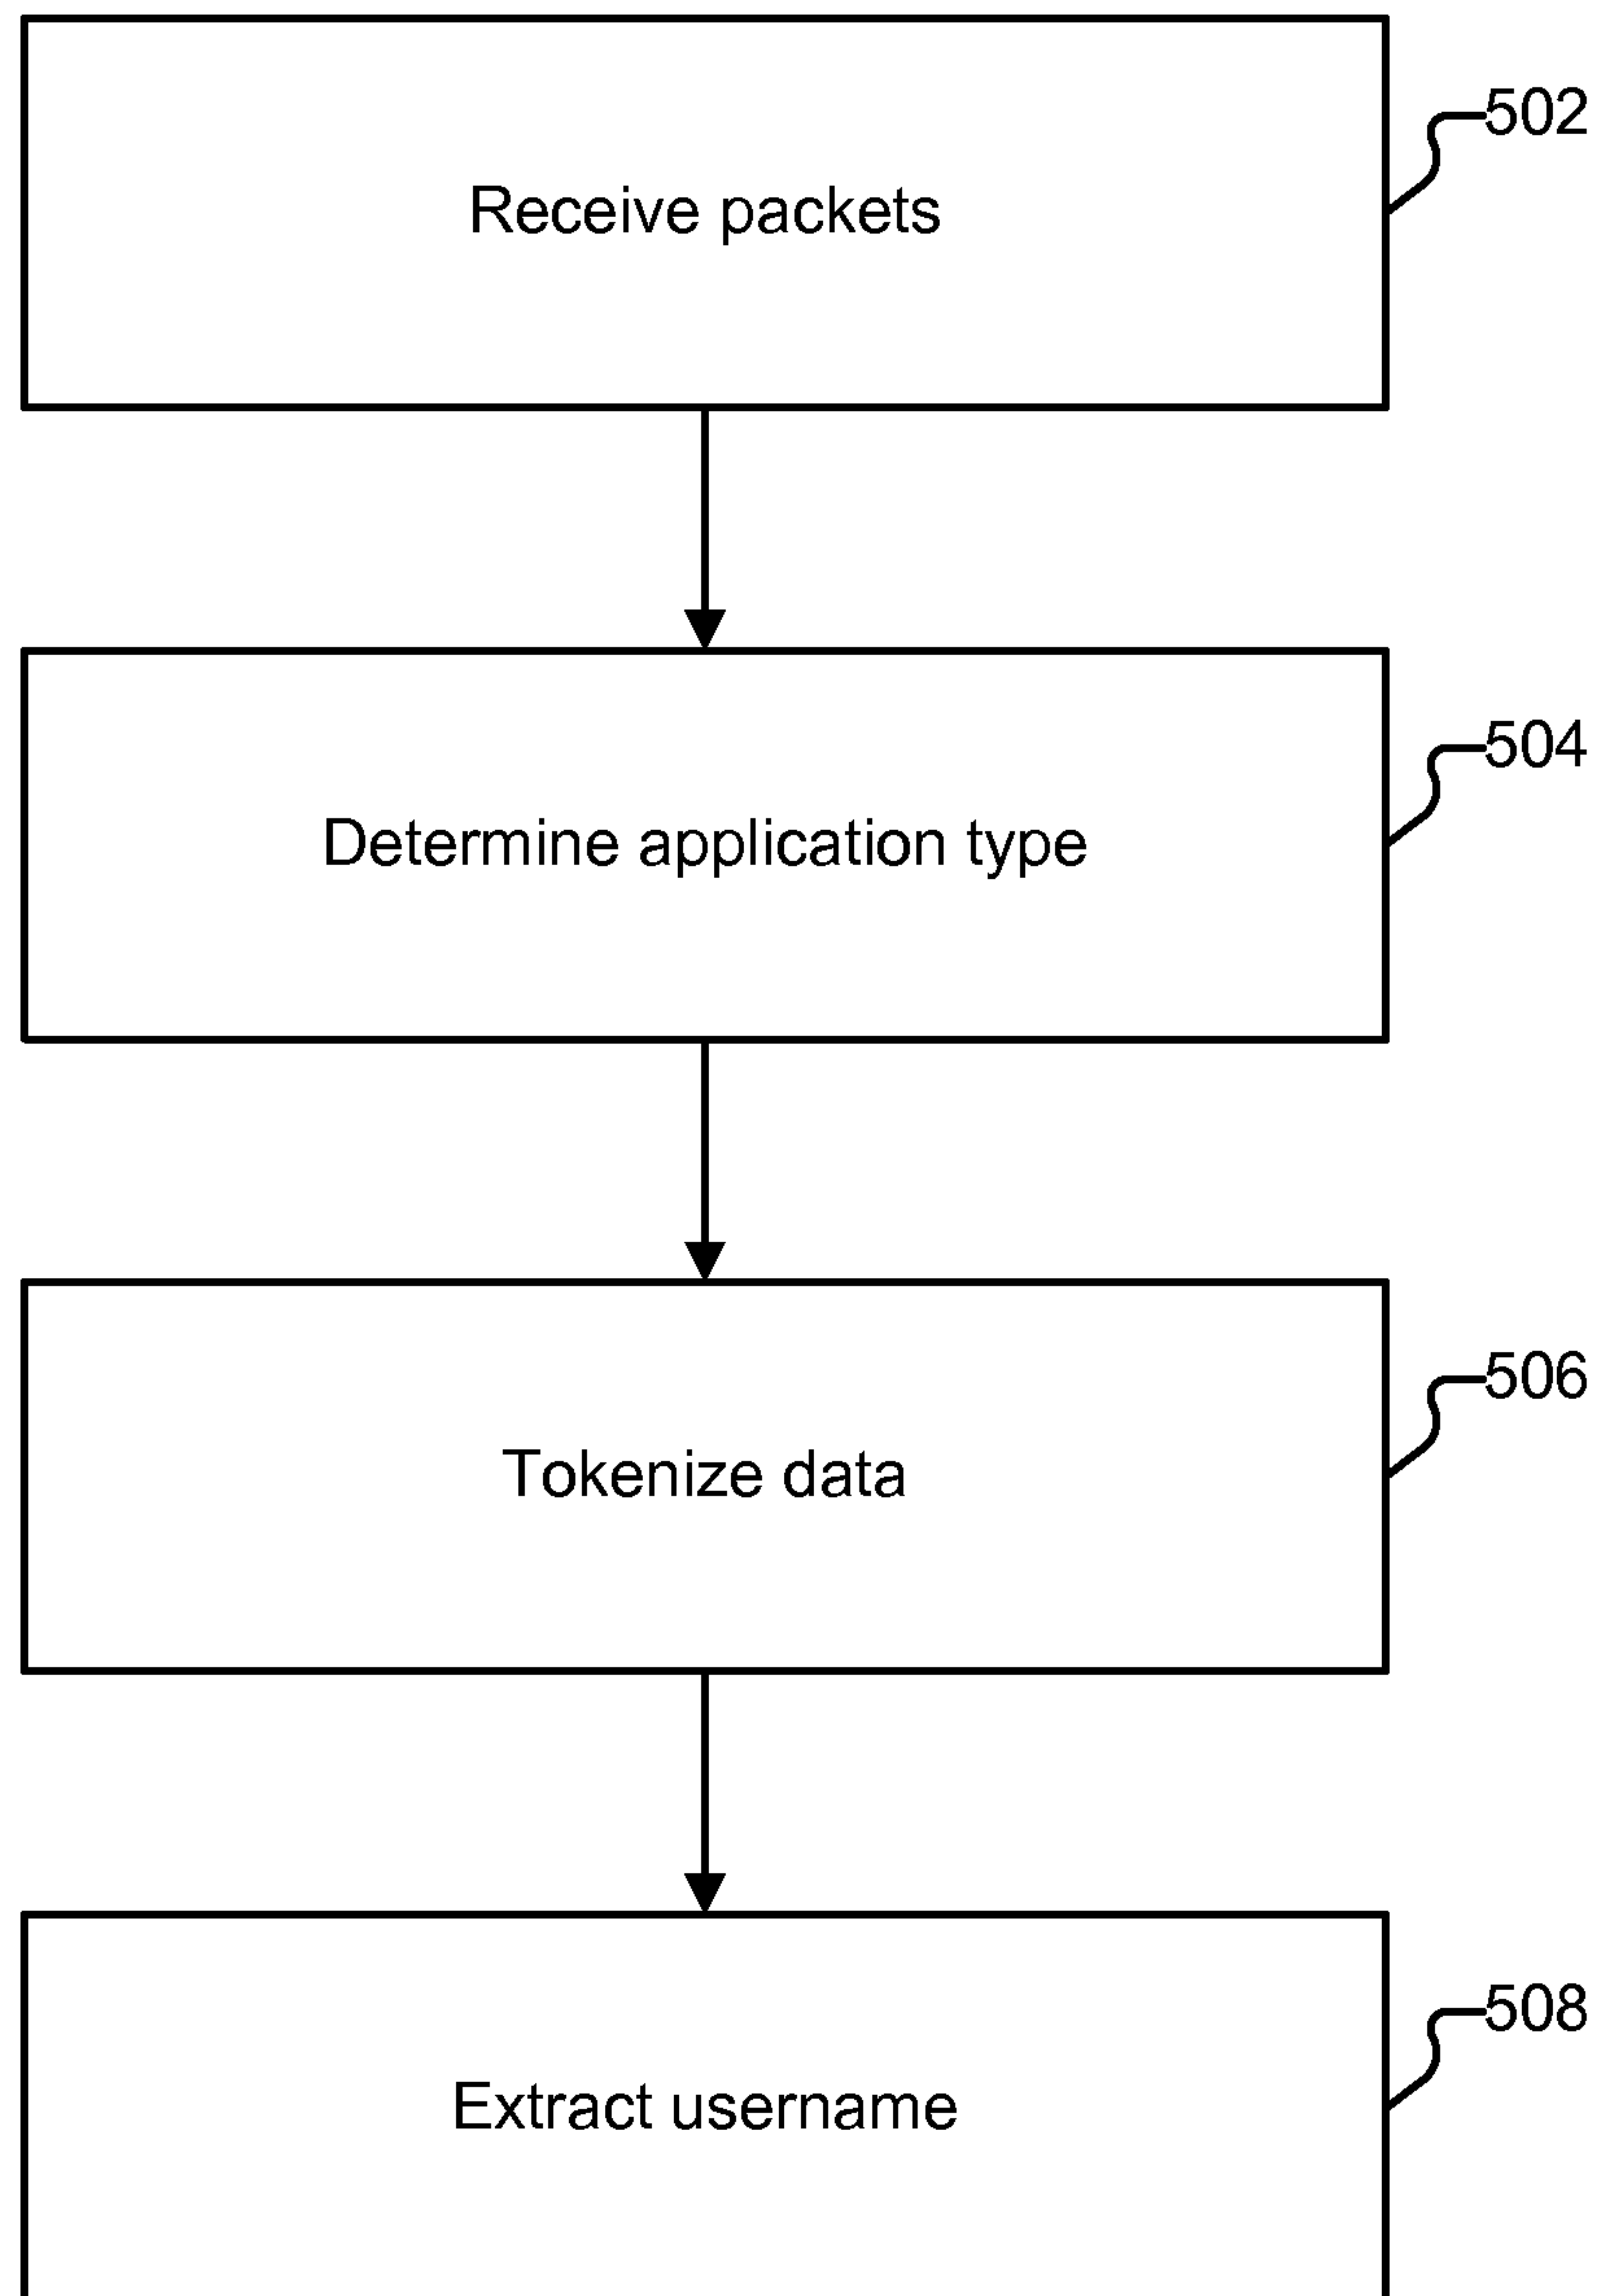 502
Receive packets
504
Determine application type
506
Tokenize data
508
Extract username